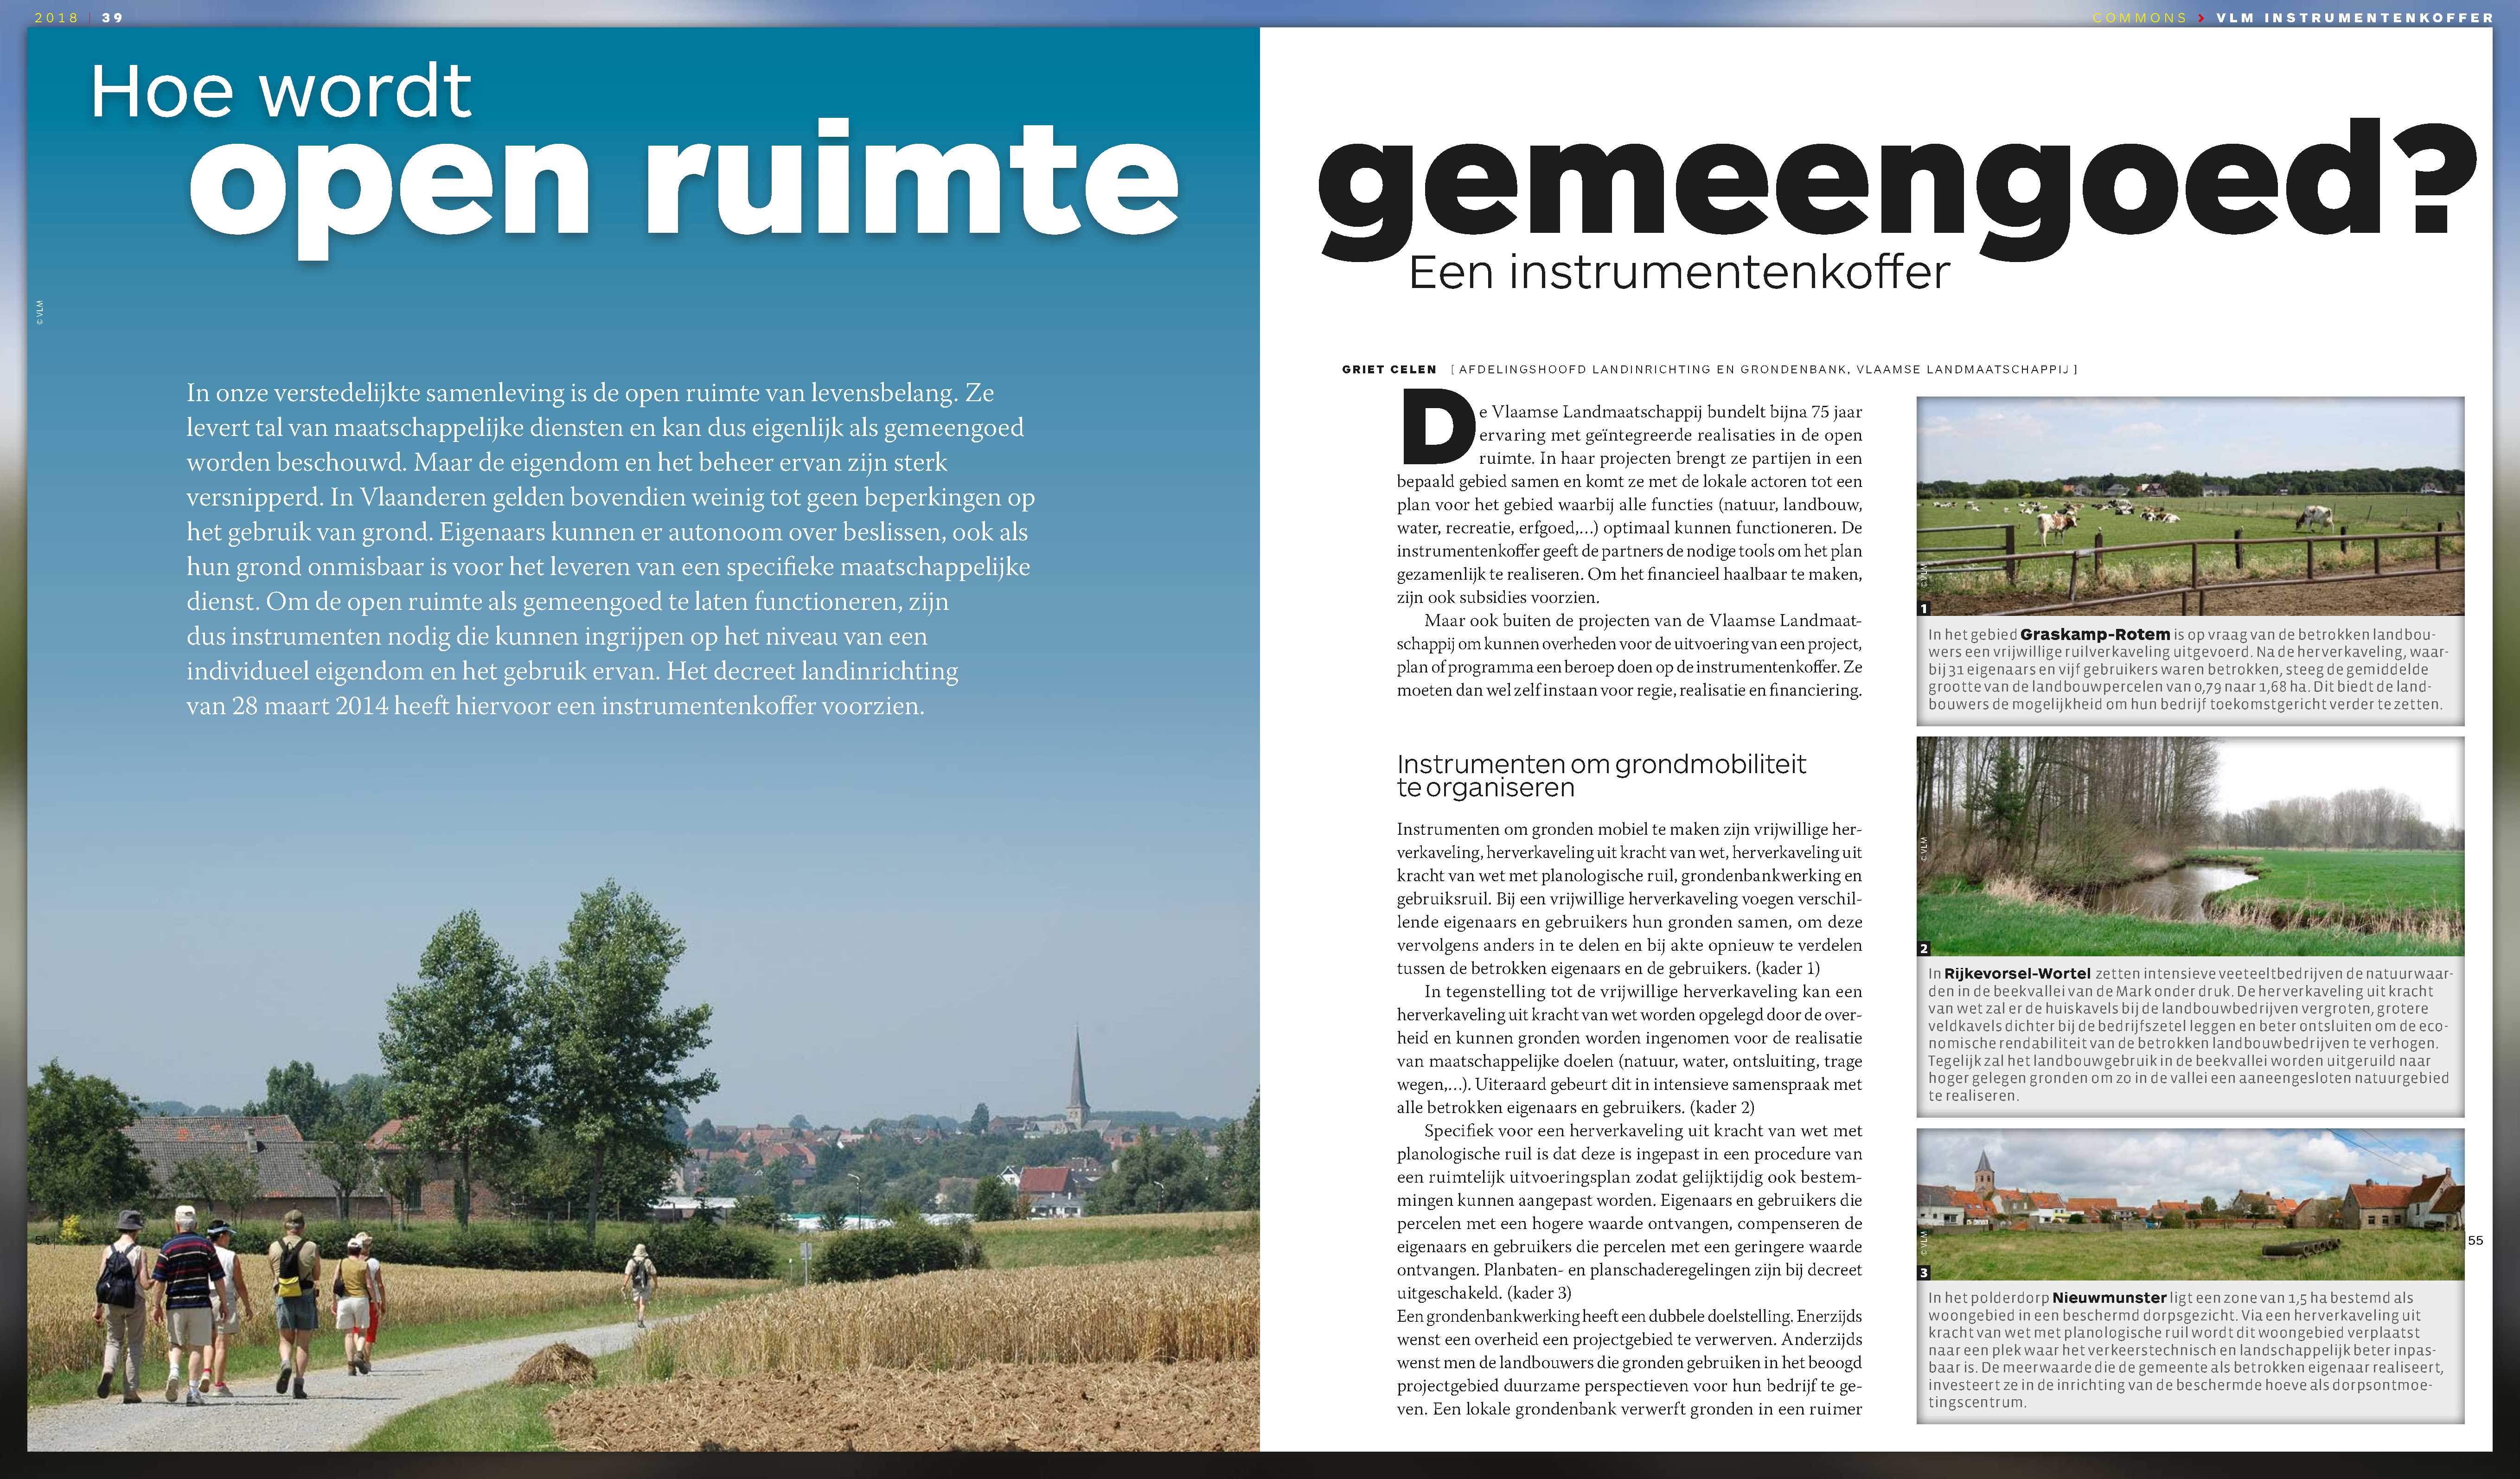 2018 | 39
COMMONS > VLM INSTRUMENTENKOFFER
Hoe wordt
open ruimte
gemeengoed?
Een instrumentenkoffer
© VLM
In onze verstedelijkte samenleving is de open ruimte van levensbelang. Ze
levert tal van maatschappelijke diensten en kan dus eigenlijk als gemeengoed
worden beschouwd. Maar de eigendom en het beheer ervan zijn sterk
versnipperd. In Vlaanderen gelden bovendien weinig tot geen beperkingen op
het gebruik van grond. Eigenaars kunnen er autonoom over beslissen, ook als
hun grond onmisbaar is voor het leveren van een specifieke maatschappelijke
dienst. Om de open ruimte als gemeengoed te laten functioneren, zijn
dus instrumenten nodig die kunnen ingrijpen op het niveau van een
individueel eigendom en het gebruik ervan. Het decreet landinrichting
van 28 maart 2014 heeft hiervoor een instrumentenkoffer voorzien.
54
GRIET CELEN [ AFDELINGSHOOFD LANDINRICHTING EN GRONDENBANK, VLAAMSE LANDMAATSCHAPPIJ ]
De Vlaamse Landmaatschappij bundelt bijna 75 jaar
ervaring met geïntegreerde realisaties in de open
ruimte. In haar projecten brengt ze partijen in een
bepaald gebied samen en komt ze met de lokale actoren tot een
plan voor het gebied waarbij alle functies (natuur, landbouw,
water, recreatie, erfgoed,…) optimaal kunnen functioneren. De
instrumentenkoffer geeft de partners de nodige tools om het plan
gezamenlijk te realiseren. Om het financieel haalbaar te maken,
zijn ook subsidies voorzien.
Maar ook buiten de projecten van de Vlaamse Landmaat-
schappij om kunnen overheden voor de uitvoering van een project,
plan of programma een beroep doen op de instrumentenkoffer. Ze
moeten dan wel zelf instaan voor regie, realisatie en financiering.
Instrumenten om grondmobiliteit
te organiseren
Instrumenten om gronden mobiel te maken zijn vrijwillige her-
verkaveling, herverkaveling uit kracht van wet, herverkaveling uit
kracht van wet met planologische ruil, grondenbankwerking en
gebruiksruil. Bij een vrijwillige herverkaveling voegen verschil-
lende eigenaars en gebruikers hun gronden samen, om deze
vervolgens anders in te delen en bij akte opnieuw te verdelen
tussen de betrokken eigenaars en de gebruikers. (kader 1)
In tegenstelling tot de vrijwillige herverkaveling kan een
herverkaveling uit kracht van wet worden opgelegd door de over-
heid en kunnen gronden worden ingenomen voor de realisatie
van maatschappelijke doelen (natuur, water, ontsluiting, trage
wegen,…). Uiteraard gebeurt dit in intensieve samenspraak met
alle betrokken eigenaars en gebruikers. (kader 2)
Specifiek voor een herverkaveling uit kracht van wet met
planologische ruil is dat deze is ingepast in een procedure van
een ruimtelijk uitvoeringsplan zodat gelijktijdig ook bestem-
mingen kunnen aangepast worden. Eigenaars en gebruikers die
percelen met een hogere waarde ontvangen, compenseren de
eigenaars en gebruikers die percelen met een geringere waarde
ontvangen. Planbaten- en planschaderegelingen zijn bij decreet
uitgeschakeld. (kader 3)
Een grondenbankwerking heeft een dubbele doelstelling. Enerzijds
wenst een overheid een projectgebied te verwerven. Anderzijds
wenst men de landbouwers die gronden gebruiken in het beoogd
projectgebied duurzame perspectieven voor hun bedrijf te ge-
ven. Een lokale grondenbank verwerft gronden in een ruimer
© VLM
1
In het gebied Graskamp-Rotem is op vraag van de betrokken landbou-
wers een vrijwillige ruilverkaveling uitgevoerd. Na de herverkaveling, waar-
bij 31 eigenaars en vijf gebruikers waren betrokken, steeg de gemiddelde
grootte van de landbouwpercelen van 0,79 naar 1,68 ha. Dit biedt de land-
bouwers de mogelijkheid om hun bedrijf toekomstgericht verder te zetten.
© VLM
2
In Rijkevorsel-Wortel zetten intensieve veeteeltbedrijven de natuurwaar-
den in de beekvallei van de Mark onder druk. De herverkaveling uit kracht
van wet zal er de huiskavels bij de landbouwbedrijven vergroten, grotere
veldkavels dichter bij de bedrijfszetel leggen en beter ontsluiten om de eco-
nomische rendabiliteit van de betrokken landbouwbedrijven te verhogen.
Tegelijk zal het landbouwgebruik in de beekvallei worden uitgeruild naar
hoger gelegen gronden om zo in de vallei een aaneengesloten natuurgebied
te realiseren.
© VLM
3
In het polderdorp Nieuwmunster ligt een zone van 1,5 ha bestemd als
woongebied in een beschermd dorpsgezicht. Via een herverkaveling uit
kracht van wet met planologische ruil wordt dit woongebied verplaatst
naar een plek waar het verkeerstechnisch en landschappelijk beter inpas-
baar is. De meerwaarde die de gemeente als betrokken eigenaar realiseert,
investeert ze in de inrichting van de beschermde hoeve als dorpsontmoe-
tingscentrum.
55